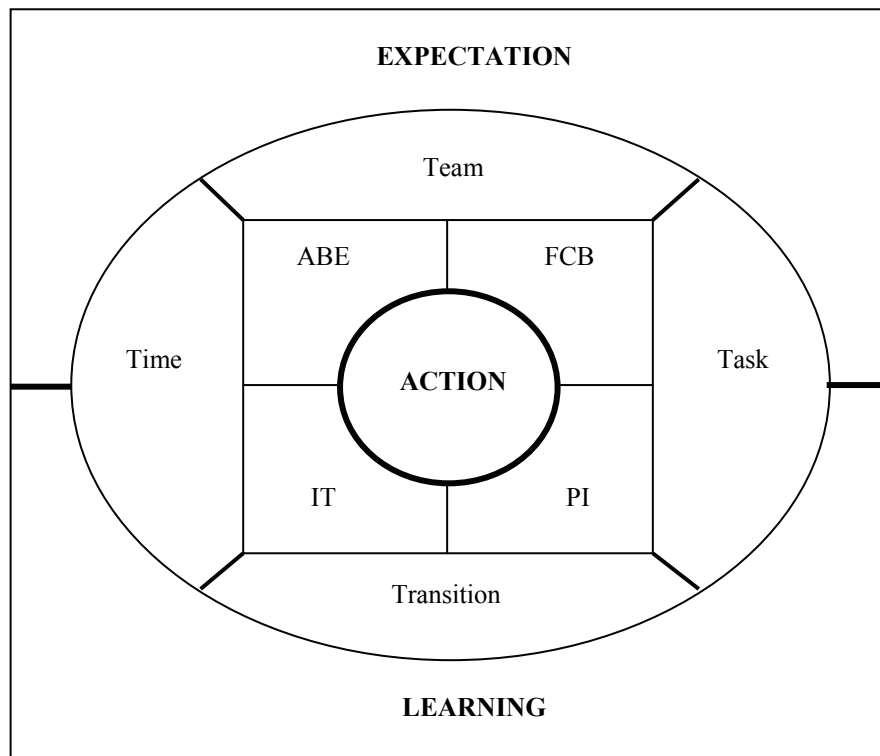 EXPECTATION
Team
ABE
FCB
Time
ACTION
Task
IT
PI
Transition
LEARNING